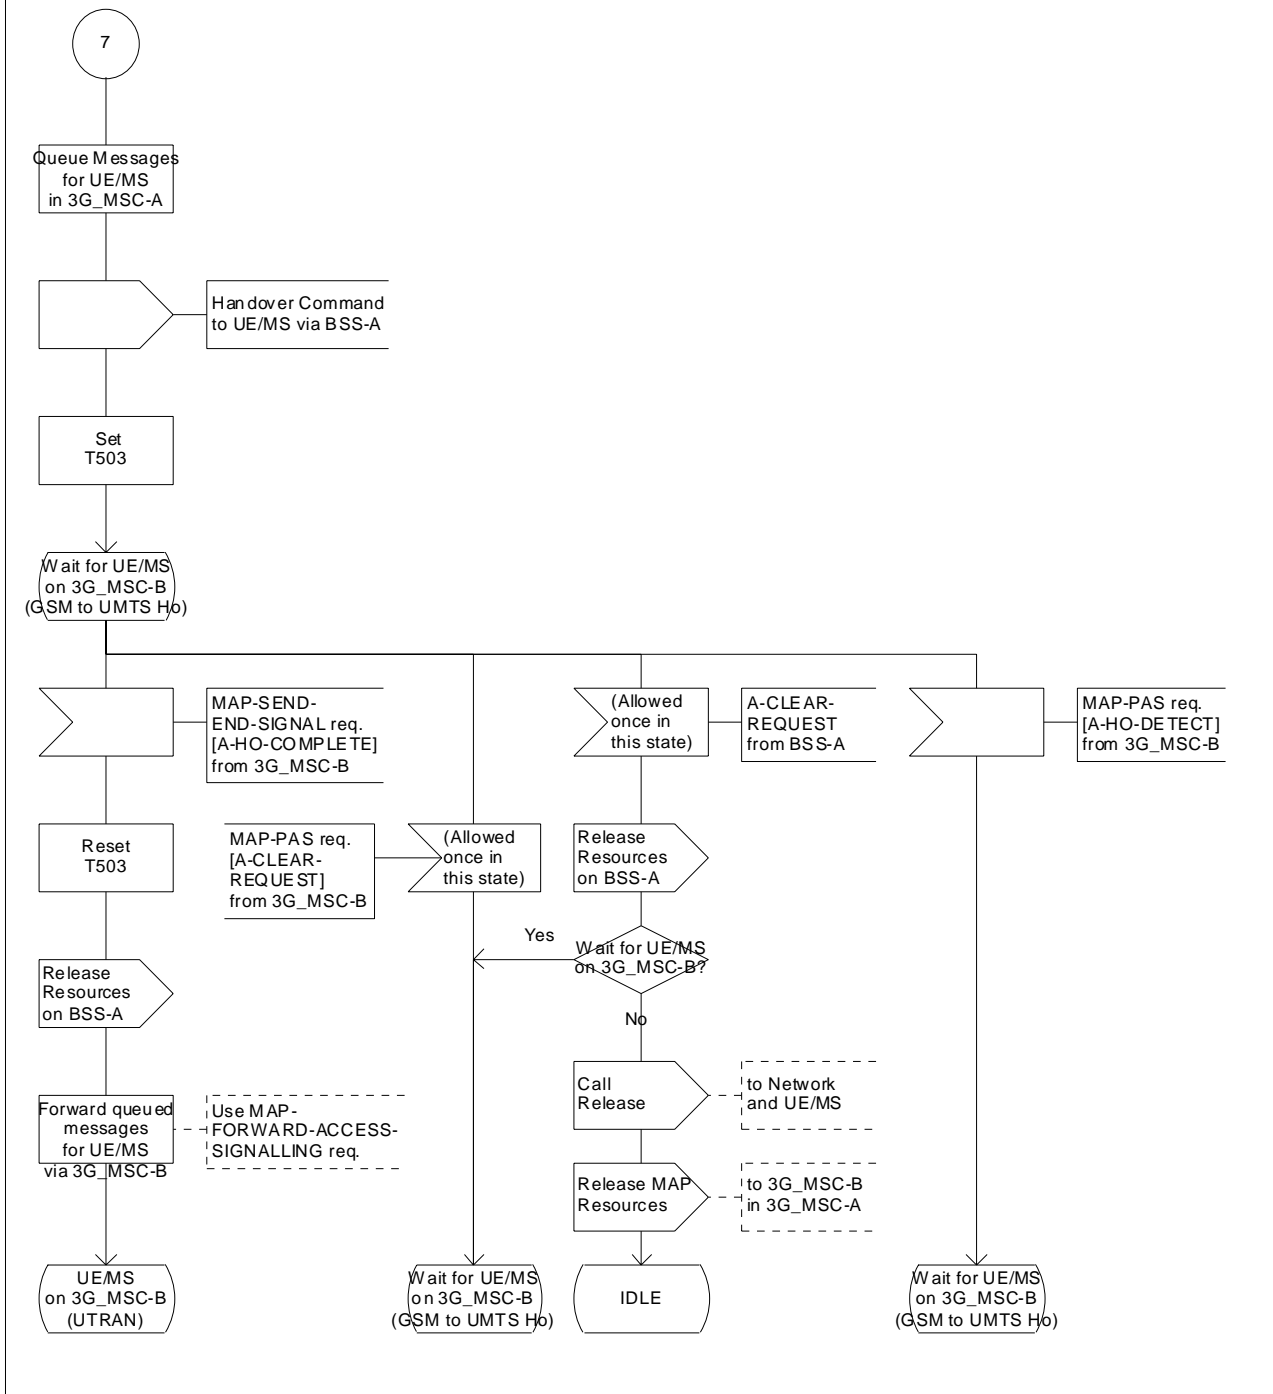 7
Queue Messages
for UE/MS
in 3G_MSC-A
Handover Command
to UE/MS via BSS-A
Set
T503
Wait for UE/MS
on 3G_MSC-B
(GSM to UMTS Ho)
MAP-SEND-
END-SIGNAL req.
[A-HO-COMPLETE]
from 3G_MSC-B
(Allowed
once in
this state)
A-CLEAR-
REQUEST
from BSS-A
MAP-PAS req.
[A-HO-DETECT]
from 3G_MSC-B
Reset
T503
MAP-PAS req.
[A-CLEAR-
REQUEST]
from 3G_MSC-B
(Allowed
once in
this state)
Release
Resources
on BSS-A
Yes
Wait for UE/MS
on 3G_MSC-B?
No
Release
Resources
on BSS-A
Call
Release
to Network
and UE/MS
Forward queued
messages
for UE/MS
via 3G_MSC-B
Use MAP-
FORWARD-ACCESS-
SIGNALLING req.
Release MAP
Resources
to 3G_MSC-B
in 3G_MSC-A
UE/MS
on 3G_MSC-B
(UTRAN)
Wait for UE/MS
on 3G_MSC-B
(GSM to UMTS Ho)
IDLE
Wait for UE/MS
on 3G_MSC-B
(GSM to UMTS Ho)